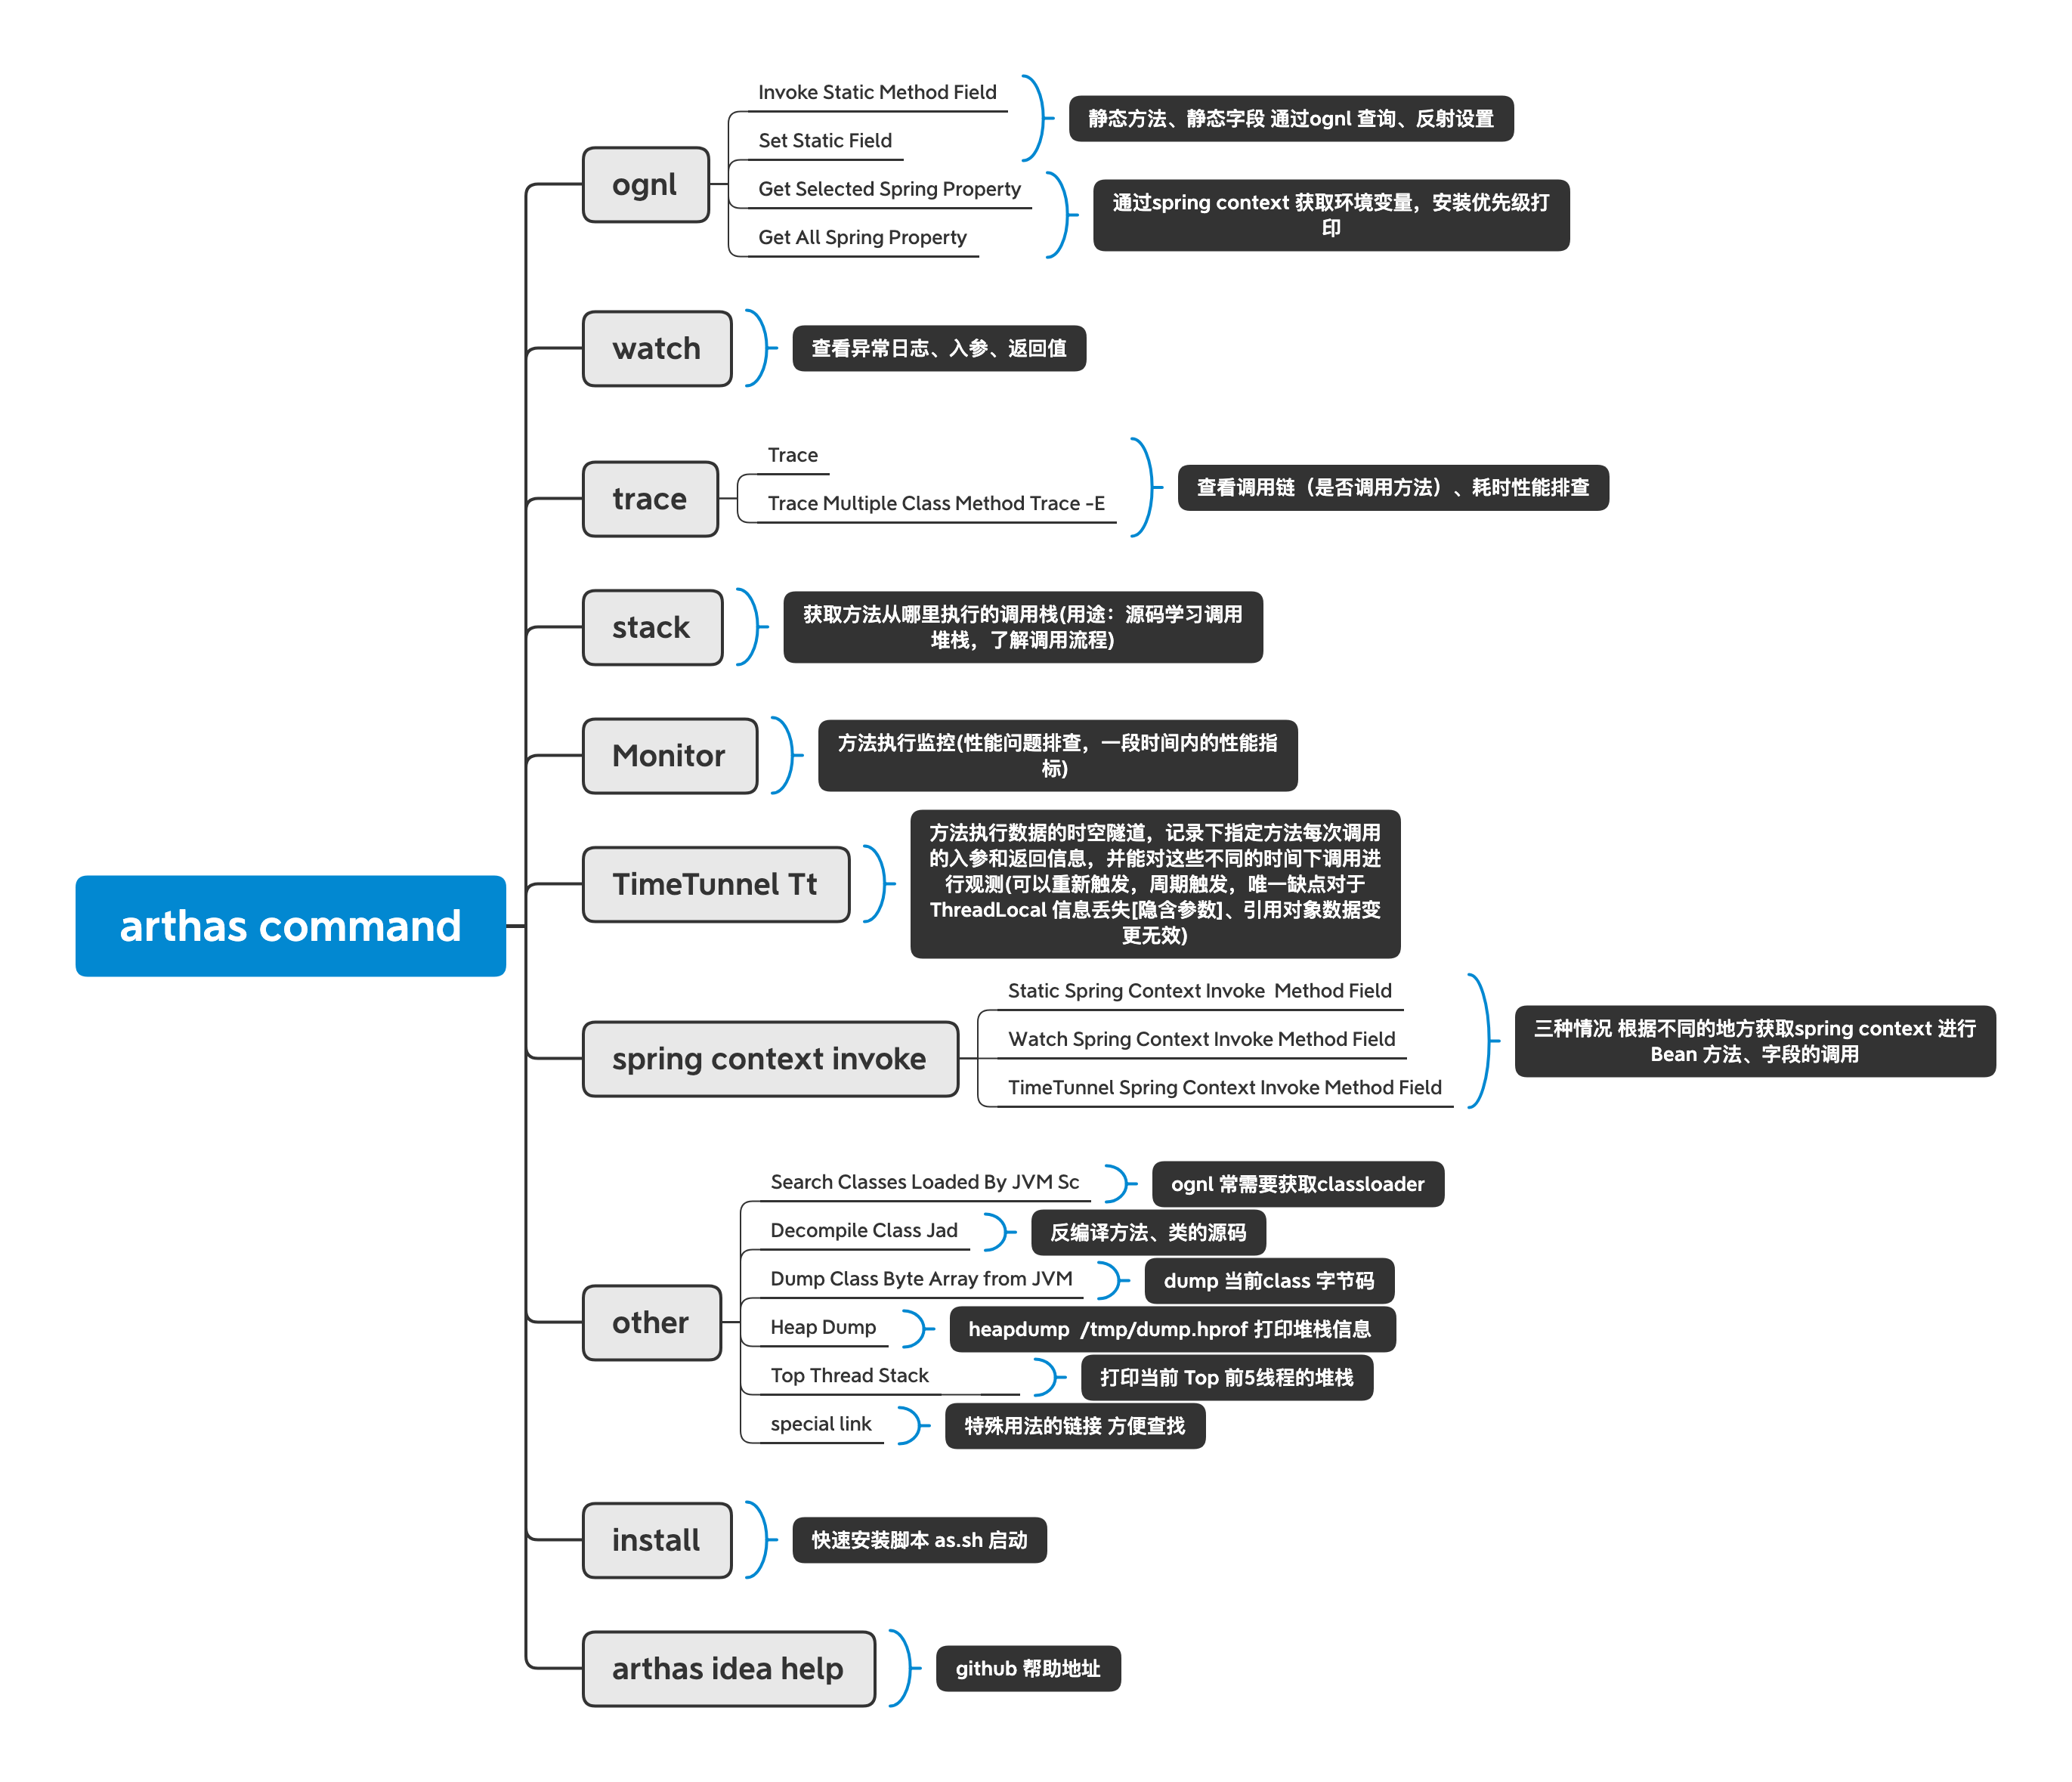 arthas command
ognl
Invoke Static Method Field
Set Static Field
静态方法、静态字段 通过ognl 查询、反射设置
Get Selected Spring Property
Get All Spring Property
通过spring context 获取环境变量，安装优先级打
印
watch
查看异常日志、入参、返回值
trace
Trace
Trace Multiple Class Method Trace -E
查看调用链（是否调用方法）、耗时性能排查
stack
获取方法从哪里执行的调用栈(用途：源码学习调用
堆栈，了解调用流程)
Monitor
方法执行监控(性能问题排查，一段时间内的性能指
标)
TimeTunnel Tt
方法执行数据的时空隧道，记录下指定方法每次调用
的入参和返回信息，并能对这些不同的时间下调用进
行观测(可以重新触发，周期触发，唯一缺点对于
ThreadLocal 信息丢失[隐含参数]、引用对象数据变
更无效)
spring context invoke
Static Spring Context Invoke  Method Field
Watch Spring Context Invoke Method Field
TimeTunnel Spring Context Invoke Method Field
三种情况 根据不同的地方获取spring context 进行
Bean 方法、字段的调用
other
Search Classes Loaded By JVM Sc
ognl 常需要获取classloader
Decompile Class Jad
反编译方法、类的源码
Dump Class Byte Array from JVM
dump 当前class 字节码
Heap Dump
heapdump  /tmp/dump.hprof 打印堆栈信息
Top Thread Stack
打印当前 Top 前5线程的堆栈
special link
特殊用法的链接 方便查找
install
快速安装脚本 as.sh 启动
arthas idea help
github 帮助地址